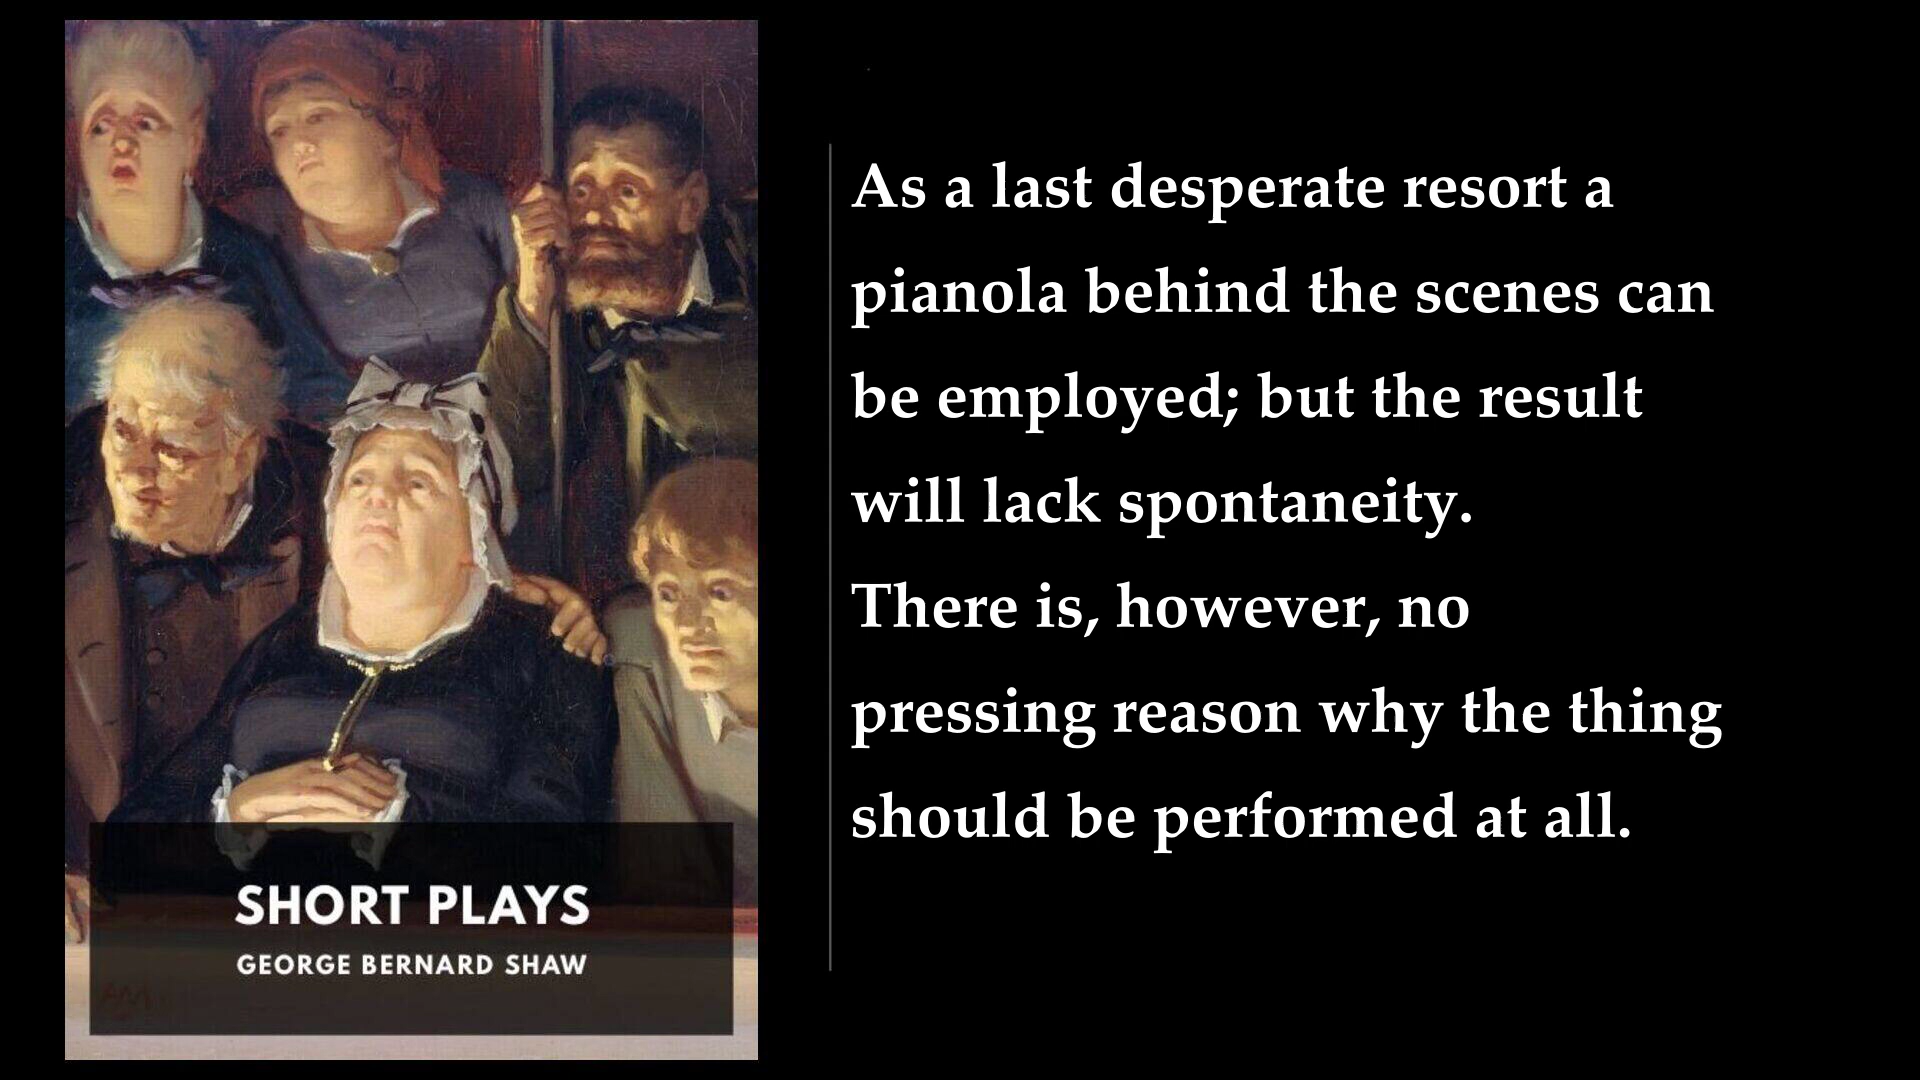 As a last desperate resort a
pianola behind the scenes can
be employed; but the result
will lack spontaneity.
There is, however, no
pressing reason why the thing
should be performed at all.
SHORT PLAYS
GEORGE BERNARD SHAW